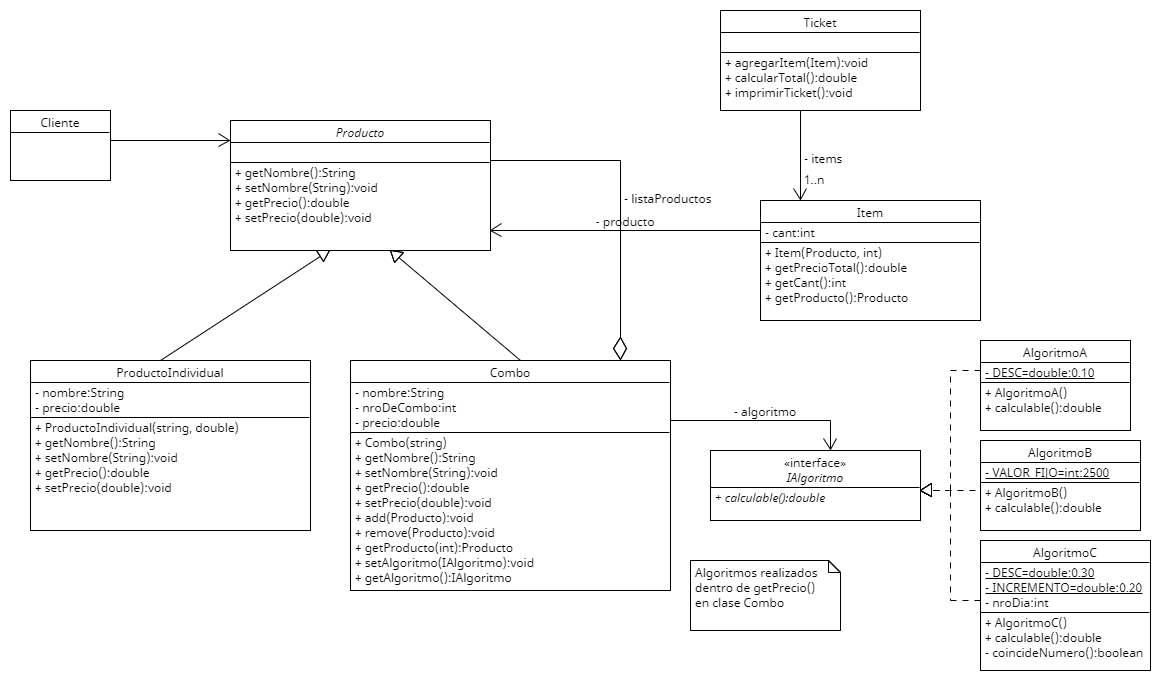 Ticket
+ agregarItem(Item):void
+ calcularTotal():double
+ imprimirTicket():void
Cliente
Producto
+ getNombre():String
+ setNombre(String):void
+ getPrecio():double
+ setPrecio(double):void
- items
1..n
- listaProductos
- producto
Item
- cant:int
+ Item(Producto, int)
+ getPrecioTotal():double
+ getCant():int
+ getProducto():Producto
ProductoIndividual
- nombre:String
- precio:double
+ ProductoIndividual(string, double)
+ getNombre():String
+ setNombre(String):void
+ getPrecio():double
+ setPrecio(double):void
Combo
- nombre:String
- nroDeCombo:int
- precio:double
+ Combo(string)
+ getNombre():String
+ setNombre(String):void
+ getPrecio():double
+ setPrecio(double):void
+ add(Producto):void
+ remove(Producto):void
+ getProducto(int):Producto
+ setAlgoritmo(IAlgoritmo):void
+ getAlgoritmo():IAlgoritmo
- algoritmo
«interface»
IAlgoritmo
+ calculable():double
Algoritmos realizados
dentro de getPrecio()
en clase Combo
AlgoritmoA
- DESC=double:0.10
+ AlgoritmoA()
+ calculable():double
AlgoritmoB
- VALOR FIJO=int:2500
+ AlgoritmoB()
+ calculable():double
AlgoritmoC
- DESC=double:0.30
- INCREMENTO=double:0.20
- nroDia:int
+ AlgoritmoC()
+ calculable():double
- coincideNumero():boolean